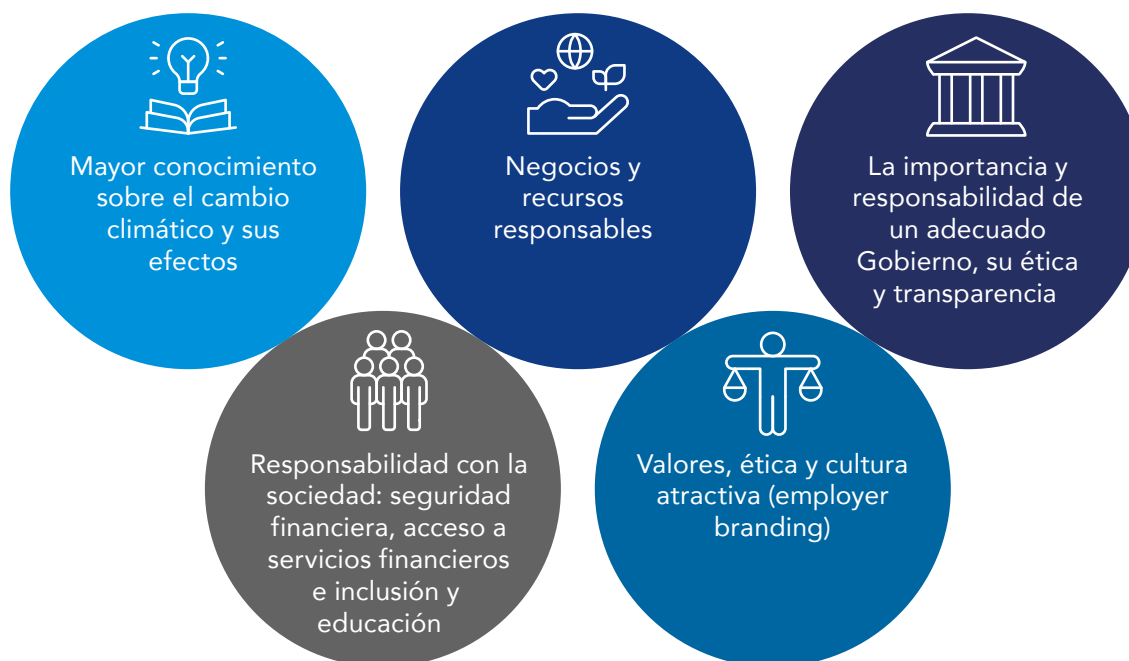 Mayor conocimiento
sobre el cambio
climático y sus
efectos
Negocios y
recursos
responsables
La importancia y
responsabilidad de
un adecuado
Gobierno, su ética
y transparencia
Responsabilidad con la
sociedad: seguridad
financiera, acceso a
servicios financieros
e inclusión y
educación
Valores, ética y cultura
atractiva (employer
branding)